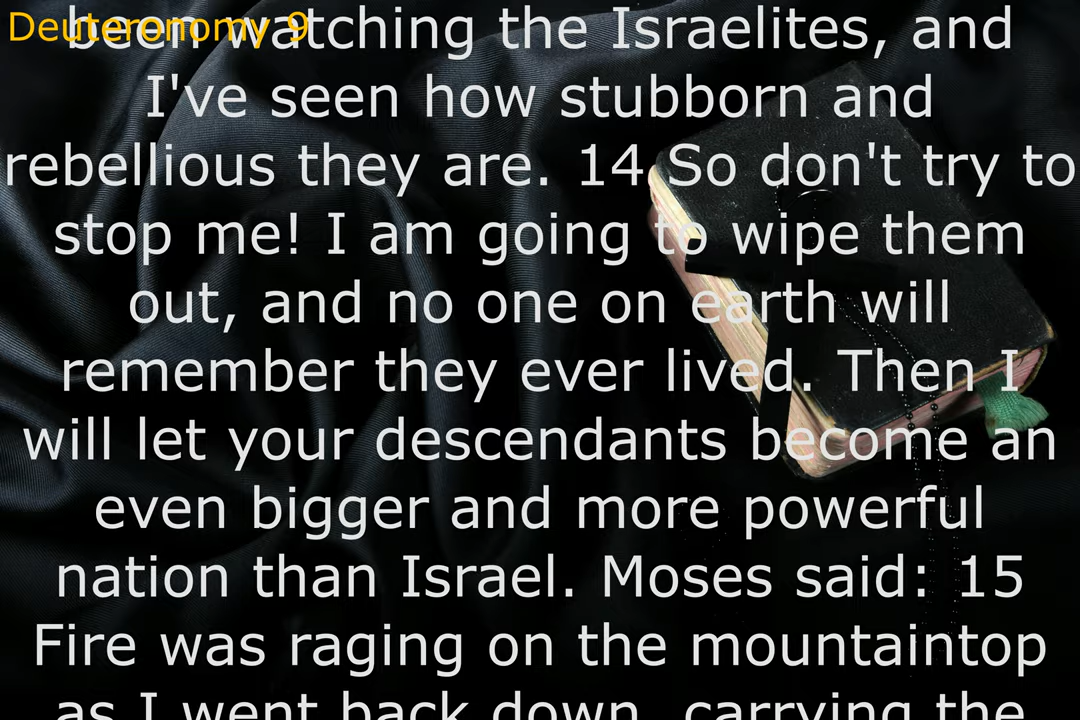 Deuteronomy 9
been watching the Israelites, and
I've seen how stubborn and
rebellious they are. 14 So don't try to
stop me! I am going to wipe them
out, and no one on earth will
remember they ever lived. Then I
will let your descendants become an
even bigger and more powerful
nation than Israel. Moses said: 15
Fire was raging on the mountaintop
as I went back down, carrying the